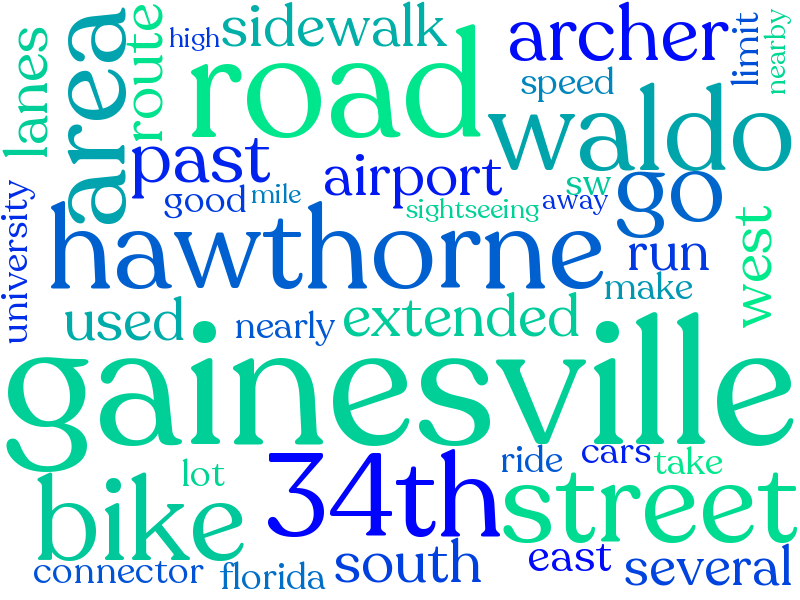 high
sidewalk
archer
limit
nearby
lanes
area
route
road
speed
waldo
past
airport
sw
go
good
mile
sightseeing
away
university
hawthorne
run
west
make
used
nearly
extended
gainesville
34th
ride
cars
take
lot
bike
street
connector
florida
south
east
several